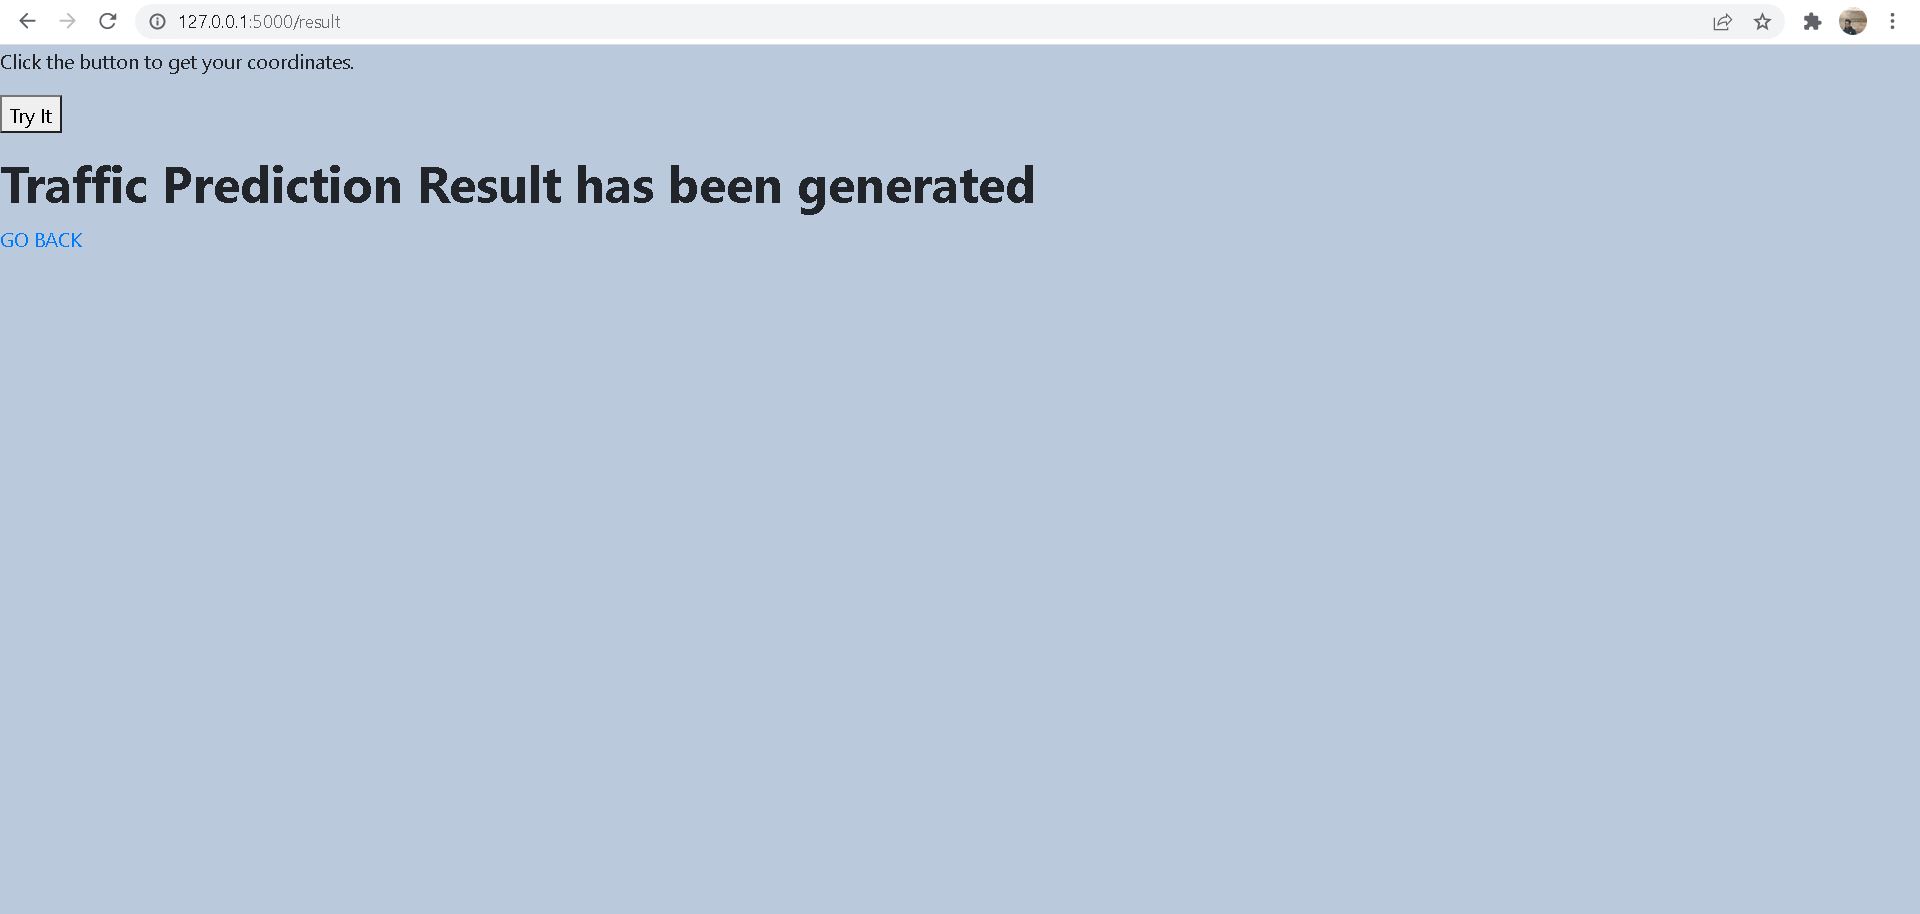 127.0.0.1:5000/result
Click the button to get your coordinates.
Try It
Traffic Prediction Result has been generated
GO BACK